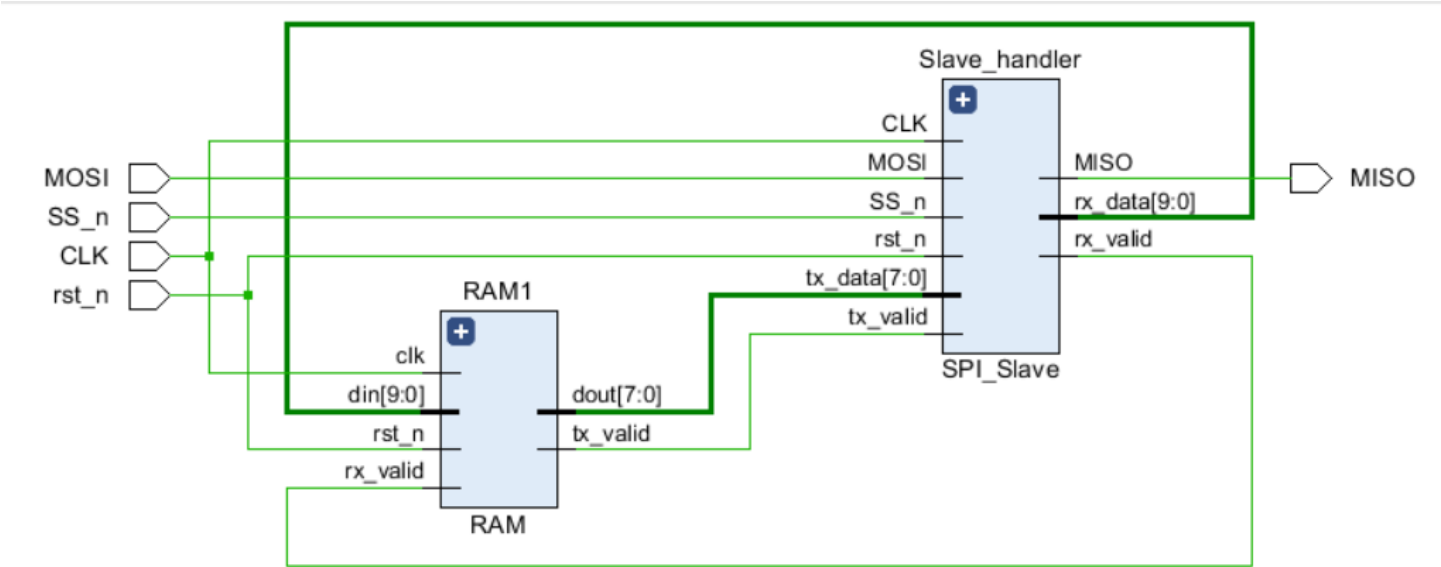 Slave_handler
CLK
MOSI
MOSI
MISO
MISO
SS_n
SS_n
rx_data[9:0]
CLK
rst_n
rx_valid
rst_n
tx_data[7:0]
RAM1
tx_valid
clk
SPI_Slave
din[9:0]
dout[7:0]
rst_n
tx_valid
rx_valid
RAM